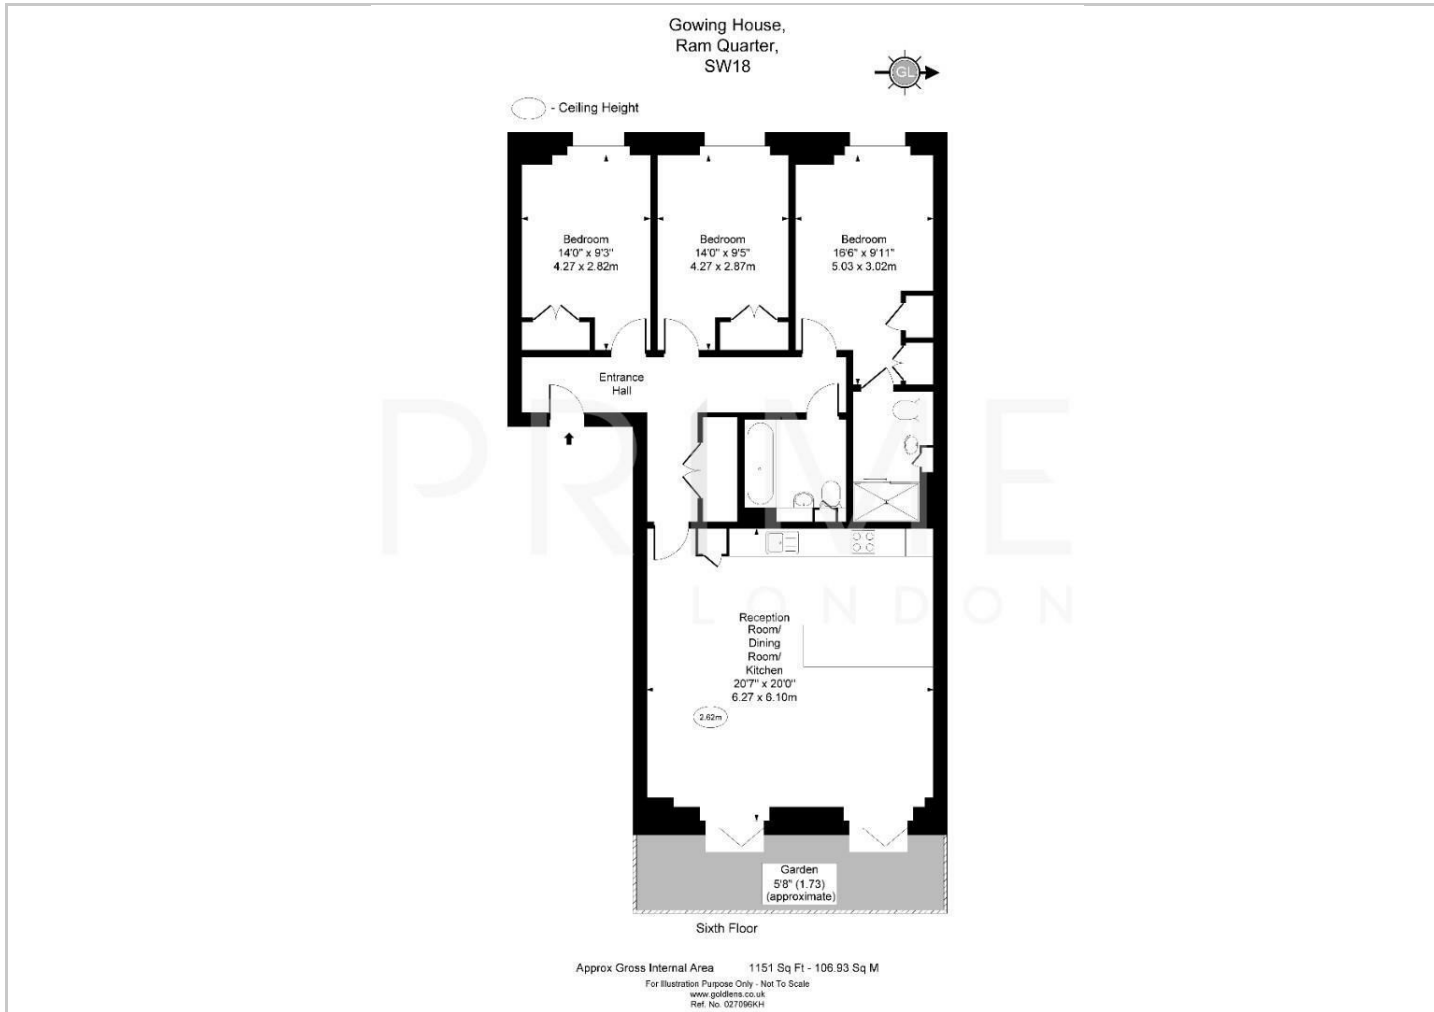 Gowing House,
Ram Quarter,
SW18
GL
- Ceiling Height
Bedroom
14'0" x 9'3"
4.27 x 2.82m
Bedroom
14'0" x 9'5"
4.27 x 2.87m
Bedroom
16'6" x 9'11"
5.03 x 3.02m
Entrance
Hall
PRIME
LONDON
Reception
Room/
Dining
Room/
Kitchen
20'7" x 20'0"
6.27 x 6.10m
2.62m
Garden
5'8" (1.73)
(approximate)
Sixth Floor
Approx Gross Internal Area 1151 Sq Ft - 106.93 Sq M
For Illustration Purpose Only - Not To Scale
www.goldlens.co.uk
Ref. No. 027096KH